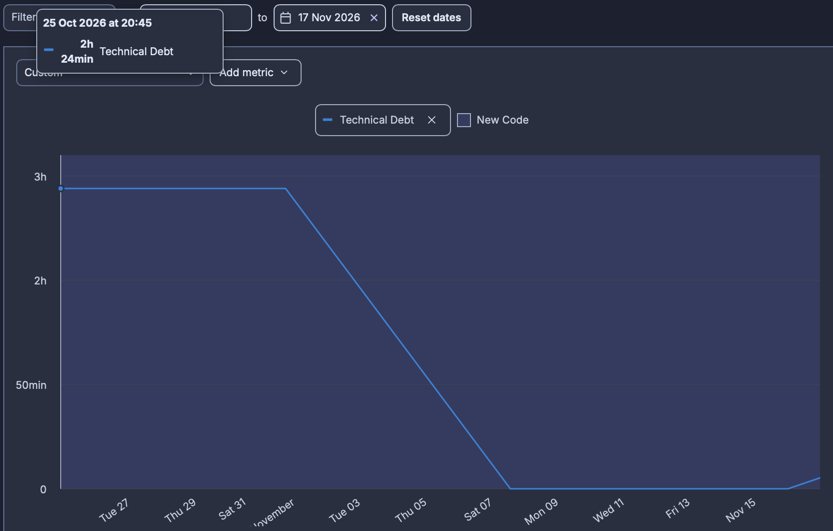 Filter
to
17 Nov 2026
Reset dates
25 Oct 2026 at 20:45
2h
24min
Technical Debt
Custom
Add metric
Technical Debt
New Code
3h
2h
50min
0
Tue 27
Thu 29
Sat 31
Tue 03
Thu 05
Sat 07
Mon 09
Wed 11
Fri 13
Nov 15